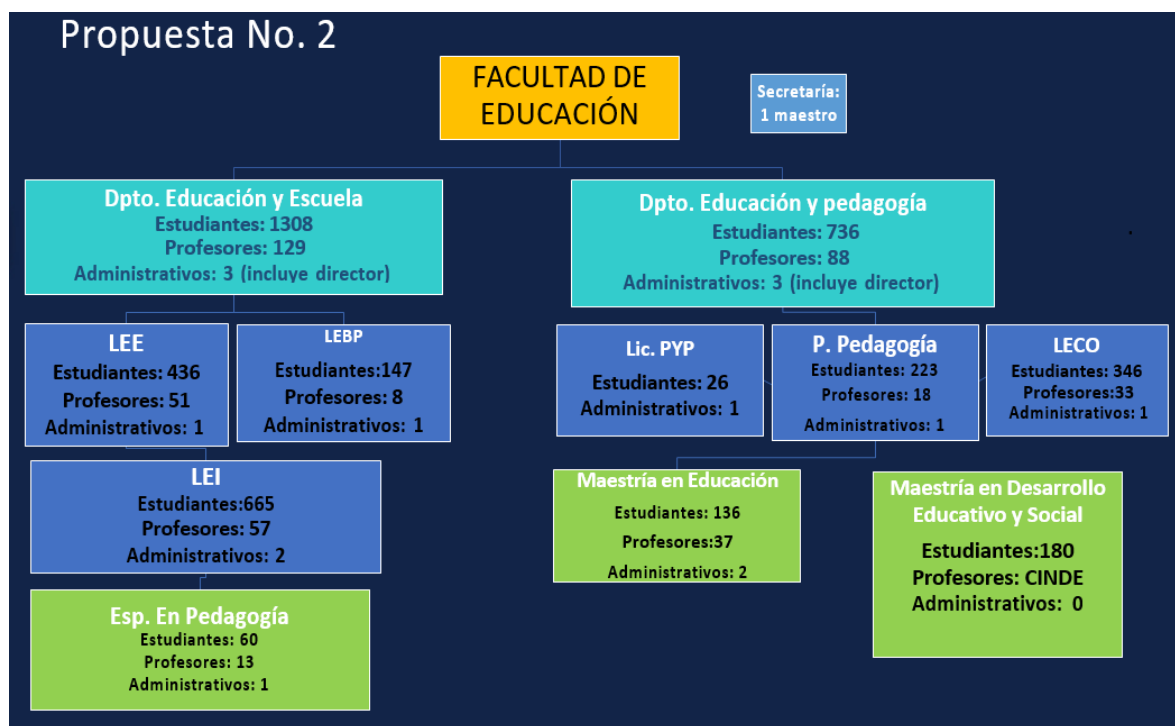 Propuesta No. 2
FACULTAD DE
EDUCACIÓN
Secretaría:
1 maestro
Dpto. Educación y Escuela
Estudiantes: 1308
Profesores: 129
Administrativos: 3 (incluye director)
Dpto. Educación y pedagogía
Estudiantes: 736
Profesores: 88
Administrativos: 3 (incluye director)
LEE
Estudiantes: 436
Profesores: 51
Administrativos: 1
LEBP
Estudiantes:147
Profesores: 8
Administrativos: 1
Lic. PYP
Estudiantes: 26
Administrativos: 1
P. Pedagogía
Estudiantes: 223
Profesores: 18
Administrativos: 1
LECO
Estudiantes: 346
Profesores:33
Administrativos: 1
LEI
Estudiantes:665
Profesores: 57
Administrativos: 2
Maestría en Educación
Estudiantes: 136
Profesores:37
Administrativos: 2
Maestría en Desarrollo
Educativo y Social
Estudiantes:180
Profesores: CINDE
Administrativos: 0
Esp. En Pedagogía
Estudiantes: 60
Profesores: 13
Administrativos: 1